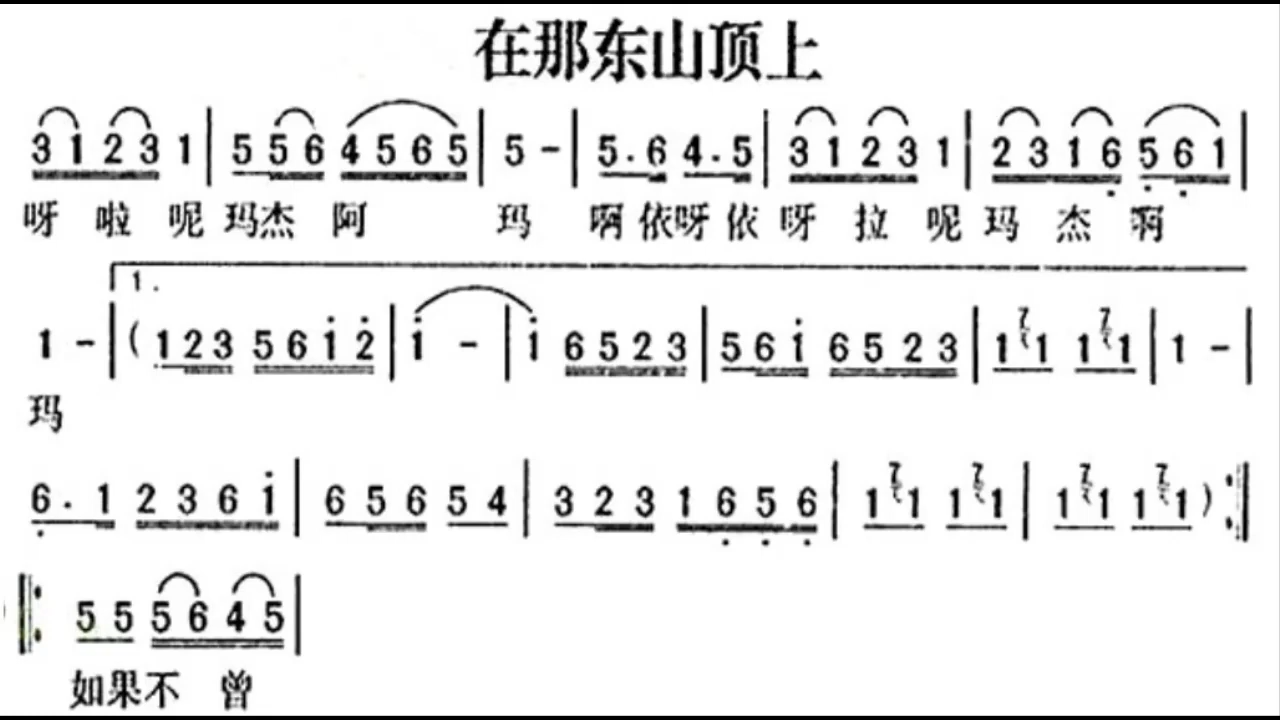 在那东山顶上
3 1 2 3 1 | 5 5 6 4 5 6 5 | 5 - | 5 . 6 4 . 5 | 3 1 2 3 1 | 2 3 1 6̣ 5̣ 6̣ 1 |
呀 啦 呢 玛杰 阿 玛 啊 依呀 依 呀 拉 呢 玛 杰 啊
1 - | 1. ( 1 2 3 5 6 1̇ 2̇ | 1̇ - | 1̇ 6 5 2 3 | 5 6 1̇ 6 5 2 3 | 1 7 1 1 7 1 | 1 - |
玛
6̣ . 1 2 3 6 1̇ | 6 5 6 5 4 | 3 2 3 1 6̣ 5̣ 6̣ | 1 7 1 1 7 1 | 1 7 1 1 7 1 ) :||
||: 5 5 5 6 4 5 |
如果不 曾